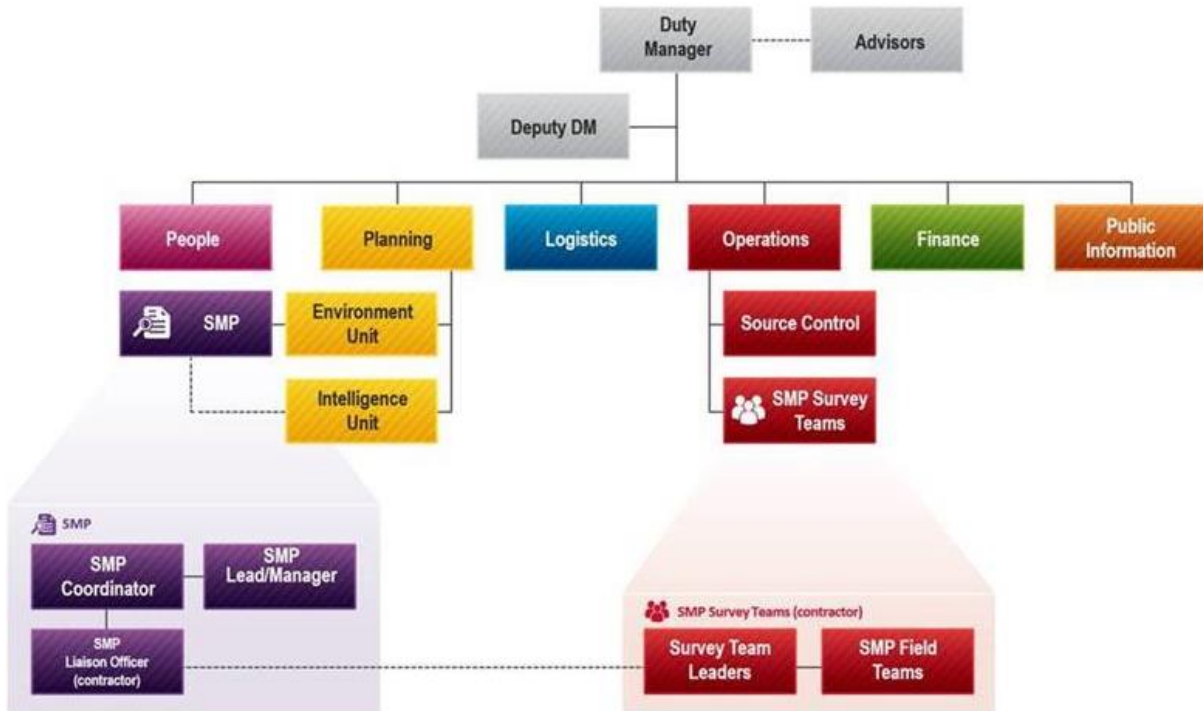 Duty
Manager
Advisors
Deputy DM
People
Planning
Logistics
Operations
Finance
Public
Information
SMP
Environment
Unit
Source Control
Intelligence
Unit
SMP Survey
Teams
SMP
SMP
Coordinator
SMP
Lead/Manager
SMP
Liaison Officer
(contractor)
SMP Survey Teams (contractor)
Survey Team
Leaders
SMP Field
Teams